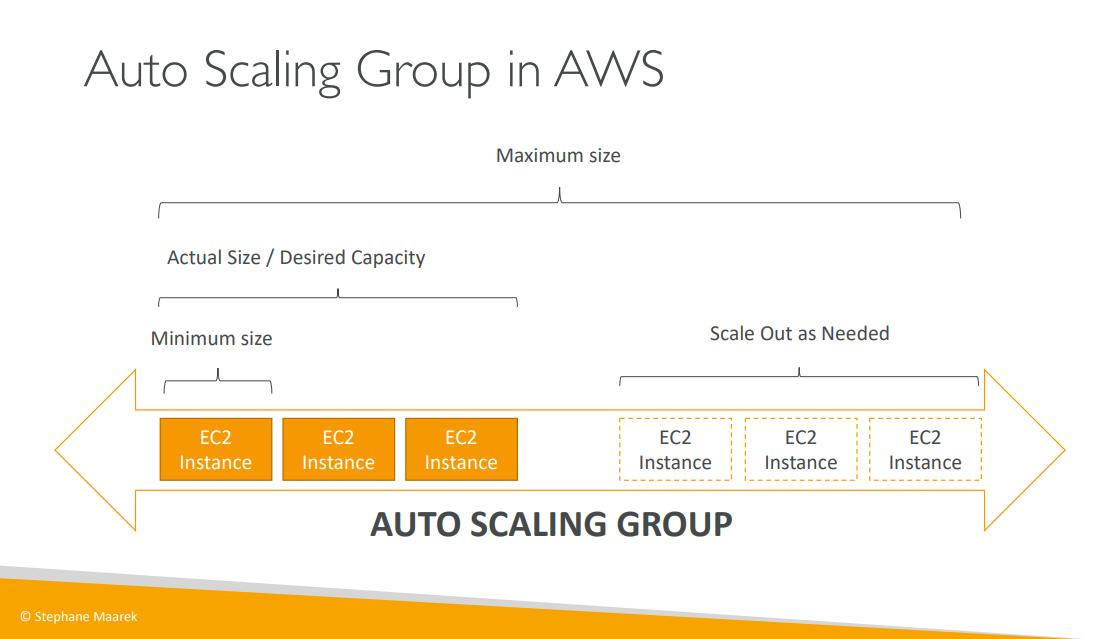 Auto Scaling Group in AWS
Maximum size
Actual Size / Desired Capacity
Minimum size
Scale Out as Needed
EC2
Instance
EC2
Instance
EC2
Instance
EC2
Instance
EC2
Instance
EC2
Instance
AUTO SCALING GROUP
© Stephane Maarek